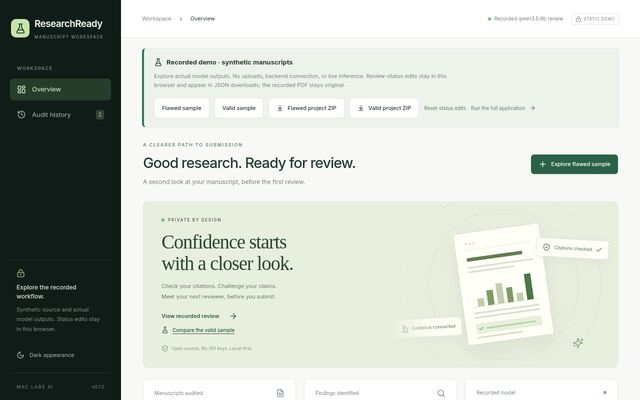 ResearchReady
MANUSCRIPT WORKSPACE
WORKSPACE
Overview
Audit history
2
Explore the recorded
workflow.
Synthetic source and actual
model outputs. Status edits stay
in this browser.
Dark appearance
MAC LABS AI
v0.1.0
Workspace > Overview
Recorded qwen3.5:9b review
STATIC DEMO
Recorded demo · synthetic manuscripts
Explore actual model outputs. No uploads, backend connection, or live inference. Review-status edits stay in this
browser and appear in JSON downloads; the recorded PDF stays original.
Flawed sample
Valid sample
Flawed project ZIP
Valid project ZIP
Reset status edits
Run the full application →
A CLEARER PATH TO SUBMISSION
Good research. Ready for review.
A second look at your manuscript, before the first review.
+ Explore flawed sample
PRIVATE BY DESIGN
Confidence starts
with a closer look.
Check your citations. Challenge your claims.
Meet your next reviewer, before you submit.
View recorded review →
Compare the valid sample
Open source. No API keys. Local-first.
Citations checked ✓
Evidence connected
Manuscripts audited
Findings identified
Recorded model